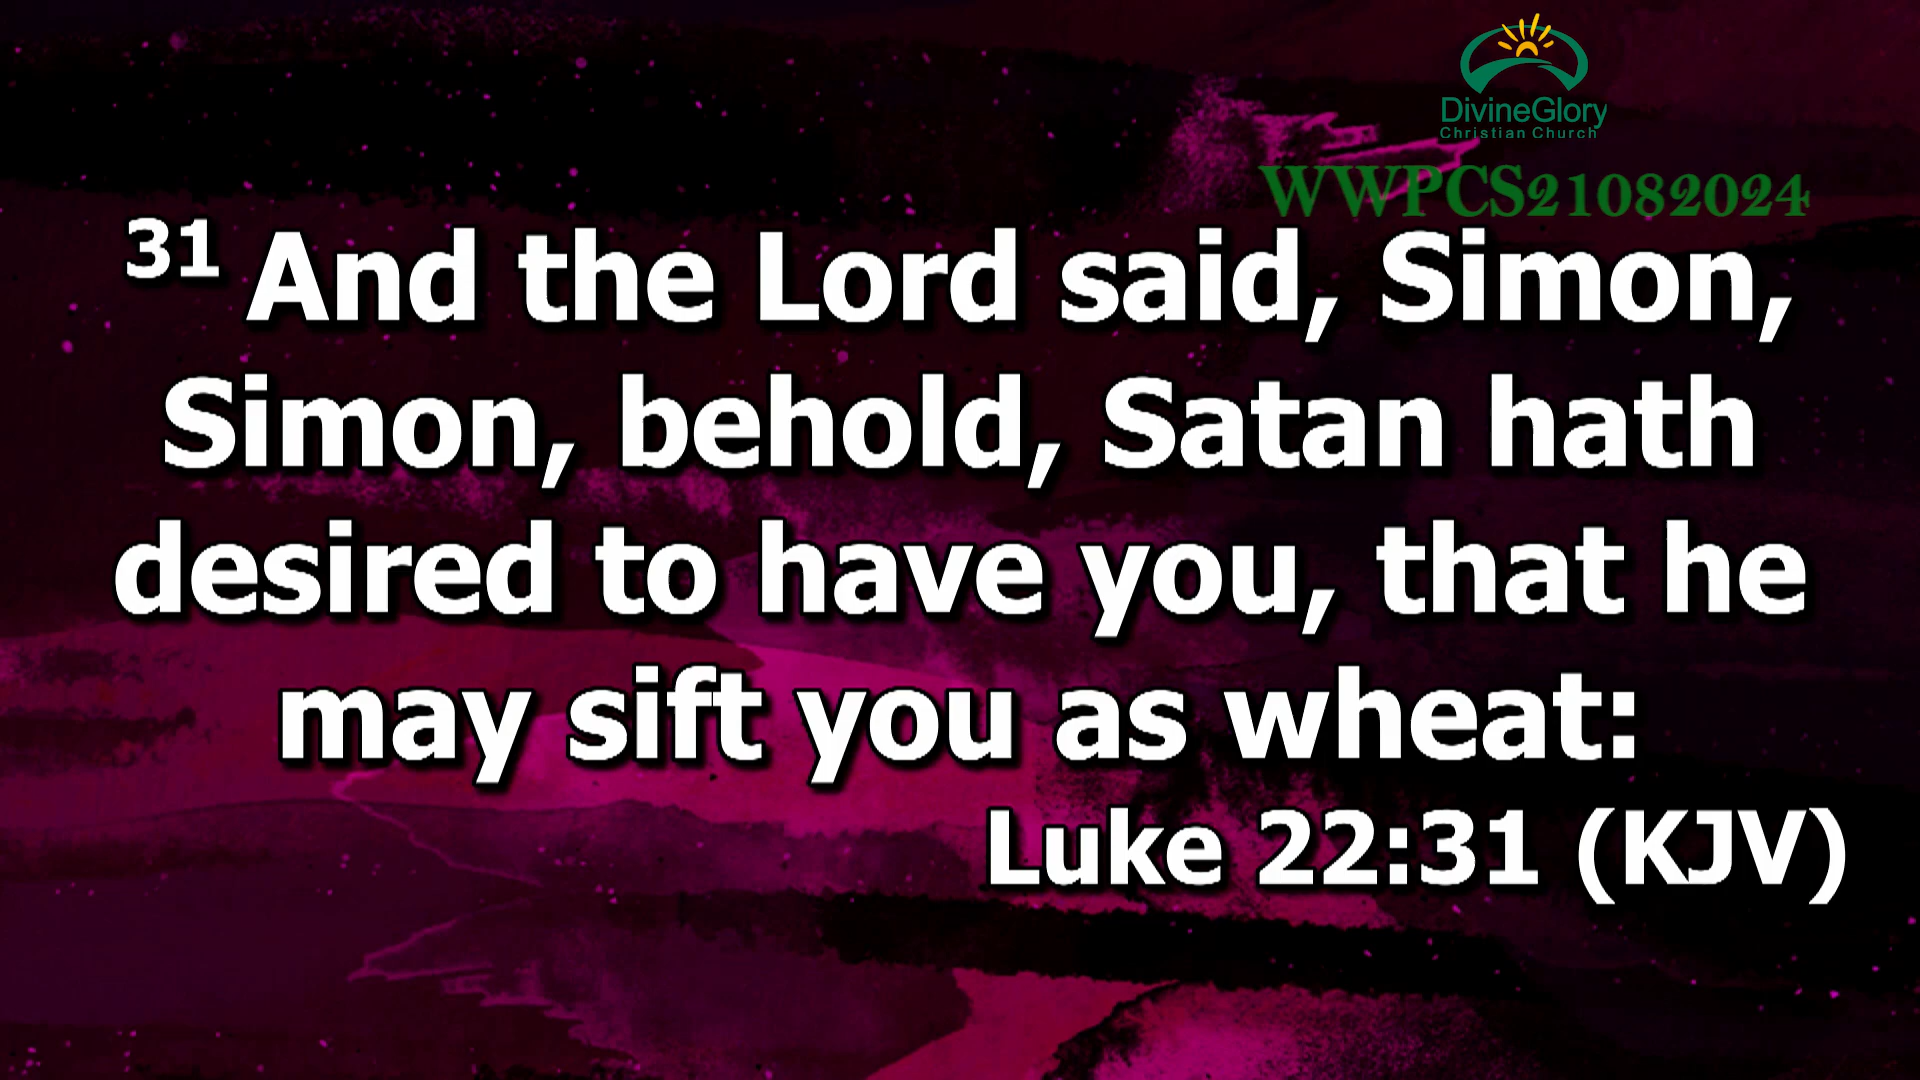 DivineGlory
Christian Church
WWPCS21082024
31 And the Lord said, Simon,
Simon, behold, Satan hath
desired to have you, that he
may sift you as wheat:
Luke 22:31 (KJV)